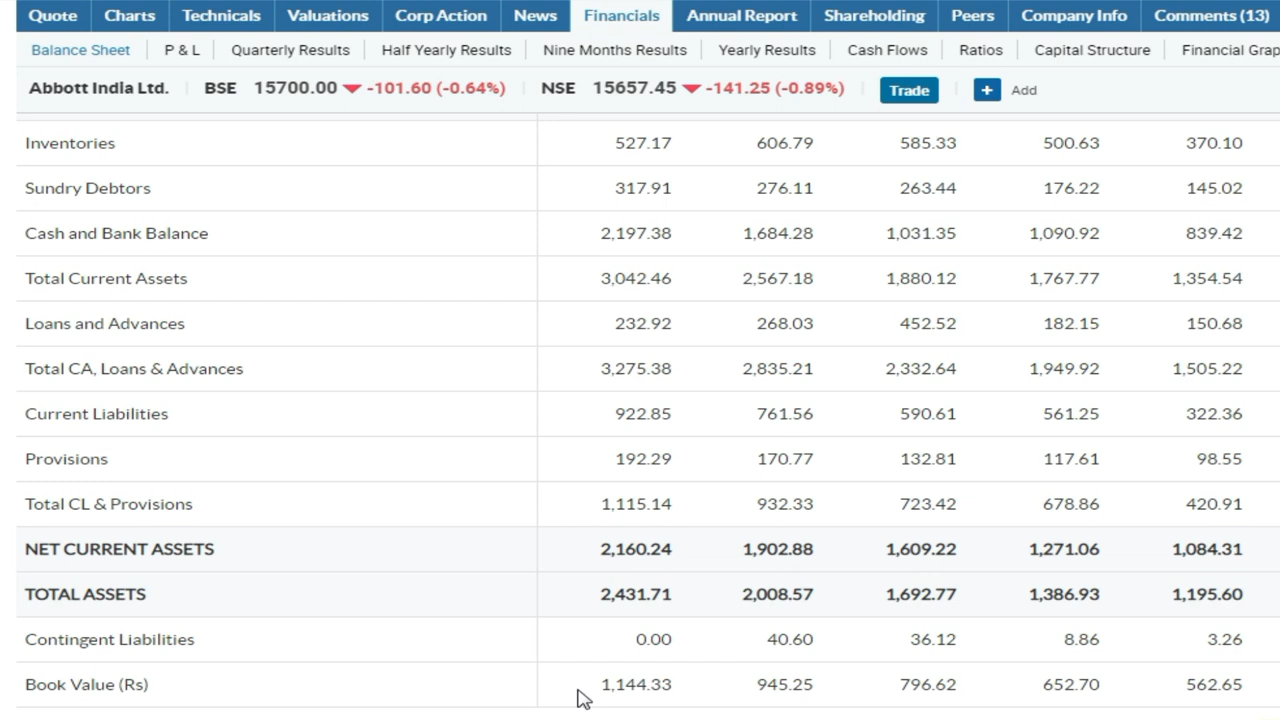 Quote Charts Technicals Valuations Corp Action News Financials Annual Report Shareholding Peers Company Info Comments (13)
Balance Sheet P & L Quarterly Results Half Yearly Results Nine Months Results Yearly Results Cash Flows Ratios Capital Structure Financial Grap
Abbott India Ltd. BSE 15700.00 -101.60 (-0.64%) NSE 15657.45 -141.25 (-0.89%) Trade + Add
Inventories 527.17 606.79 585.33 500.63 370.10
Sundry Debtors 317.91 276.11 263.44 176.22 145.02
Cash and Bank Balance 2,197.38 1,684.28 1,031.35 1,090.92 839.42
Total Current Assets 3,042.46 2,567.18 1,880.12 1,767.77 1,354.54
Loans and Advances 232.92 268.03 452.52 182.15 150.68
Total CA, Loans & Advances 3,275.38 2,835.21 2,332.64 1,949.92 1,505.22
Current Liabilities 922.85 761.56 590.61 561.25 322.36
Provisions 192.29 170.77 132.81 117.61 98.55
Total CL & Provisions 1,115.14 932.33 723.42 678.86 420.91
NET CURRENT ASSETS 2,160.24 1,902.88 1,609.22 1,271.06 1,084.31
TOTAL ASSETS 2,431.71 2,008.57 1,692.77 1,386.93 1,195.60
Contingent Liabilities 0.00 40.60 36.12 8.86 3.26
Book Value (Rs) 1,144.33 945.25 796.62 652.70 562.65